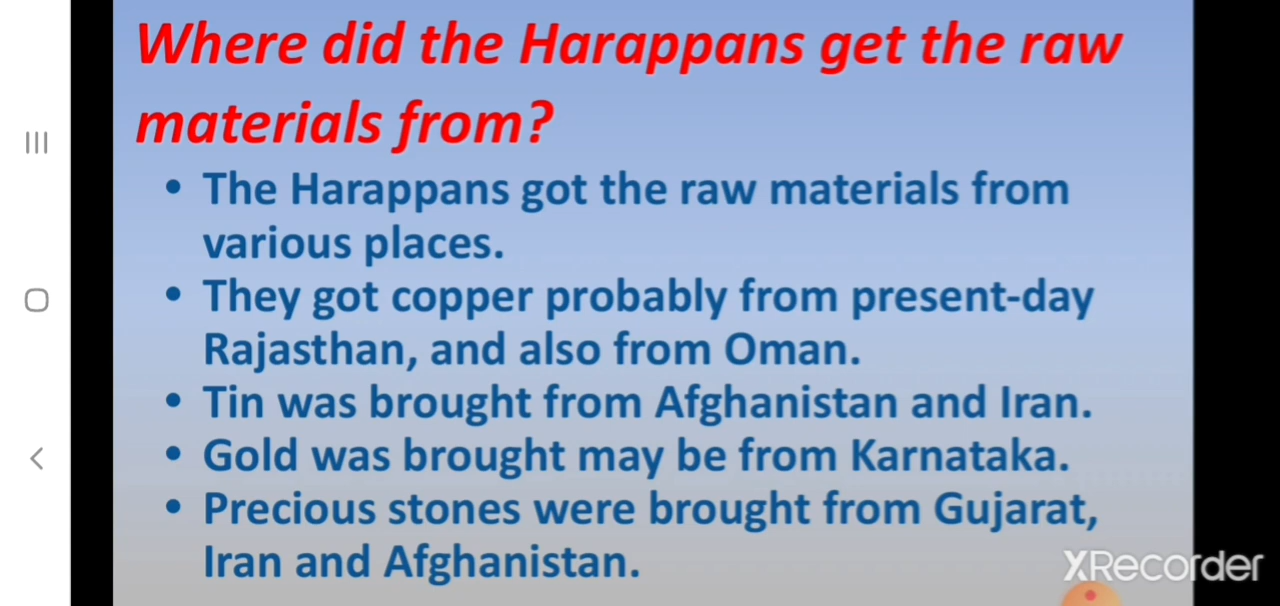 Where did the Harappans get the raw
materials from?
• The Harappans got the raw materials from
various places.
• They got copper probably from present-day
Rajasthan, and also from Oman.
• Tin was brought from Afghanistan and Iran.
• Gold was brought may be from Karnataka.
• Precious stones were brought from Gujarat,
Iran and Afghanistan.
XRecorder